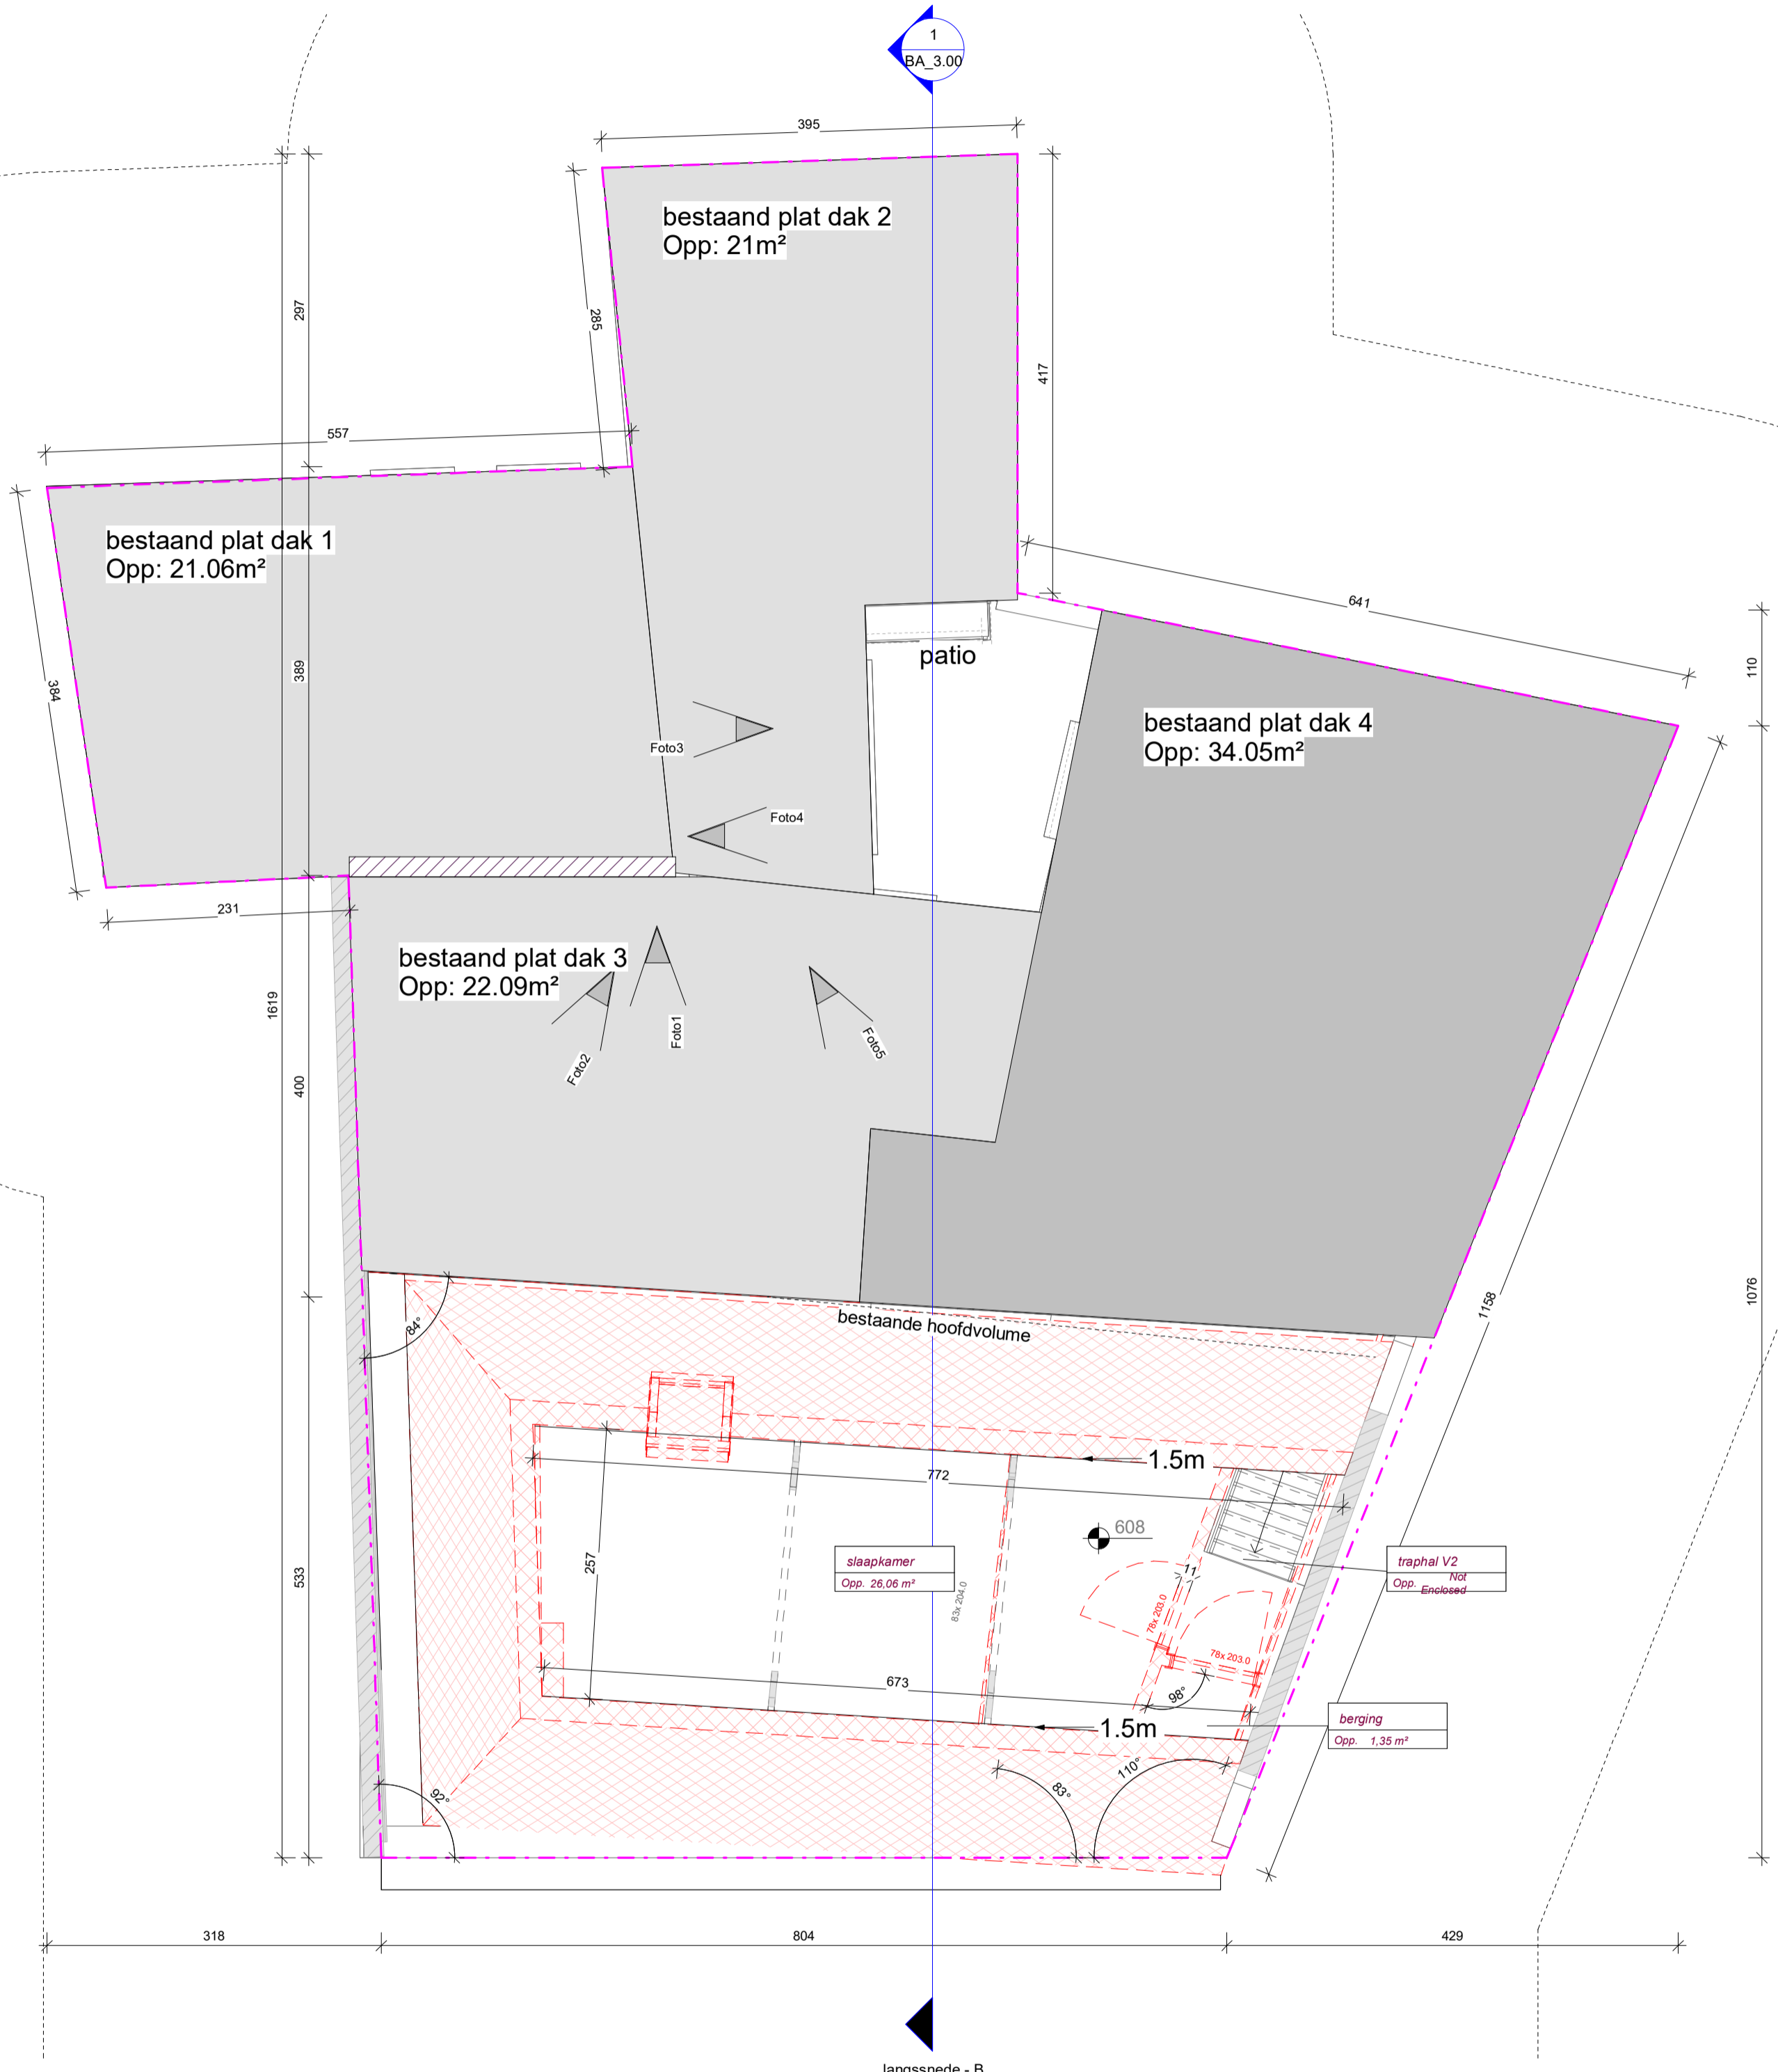 1
BA_3.00
395
bestaand plat dak 2
Opp: 21m²
297
285
417
557
bestaand plat dak 1
Opp: 21.06m²
641
patio
110
389
384
bestaand plat dak 4
Opp: 34.05m²
Foto3
Foto4
231
bestaand plat dak 3
Opp: 22.09m²
1619
Foto1
Foto2
Foto5
400
1076
1158
84°
bestaande hoofdvolume
1.5m
772
608
257
533
slaapkamer
Opp. 26,06 m²
83x 204.0
11
traphal V2
Opp. Not Enclosed
78x 203.0
78x 203.0
673
98°
1.5m
berging
Opp. 1,35 m²
92°
83°
110°
318
804
429
langssnede - B